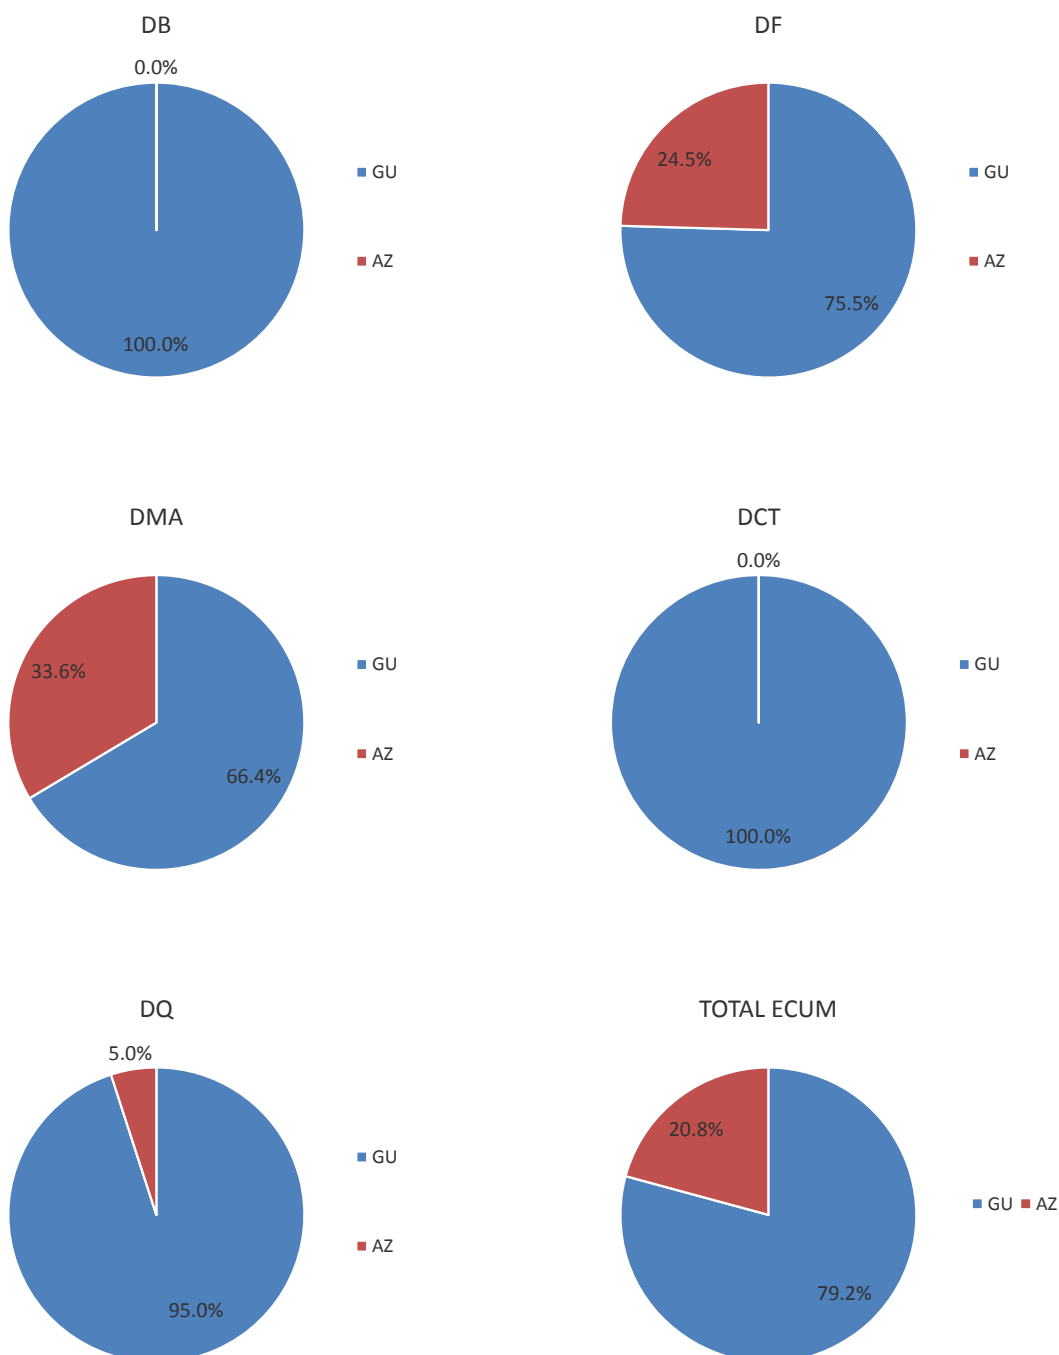 DB
0.0%
100.0%
GU
AZ
DF
24.5%
75.5%
GU
AZ
DMA
33.6%
66.4%
GU
AZ
DCT
0.0%
100.0%
GU
AZ
DQ
5.0%
95.0%
GU
AZ
TOTAL ECUM
20.8%
79.2%
GU AZ